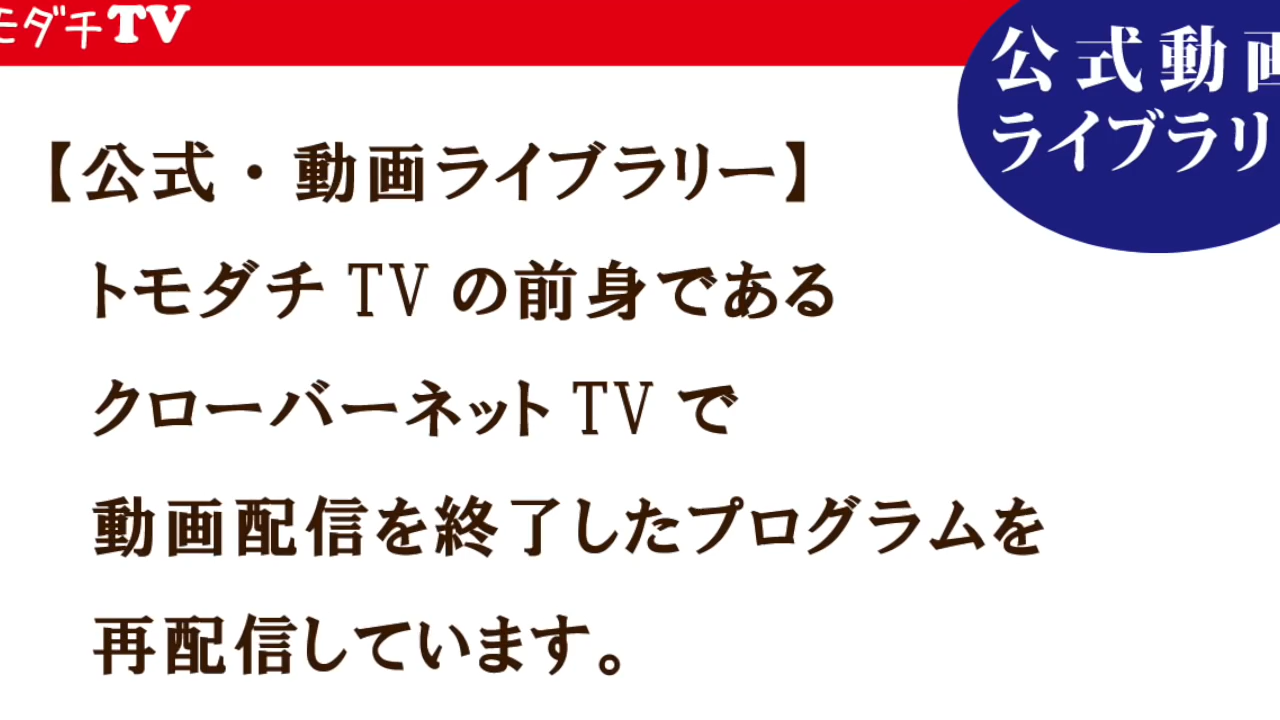 モダチTV
公式動画
ライブラリ
【公式・動画ライブラリー】
トモダチTVの前身である
クローバーネットTVで
動画配信を終了したプログラムを
再配信しています。